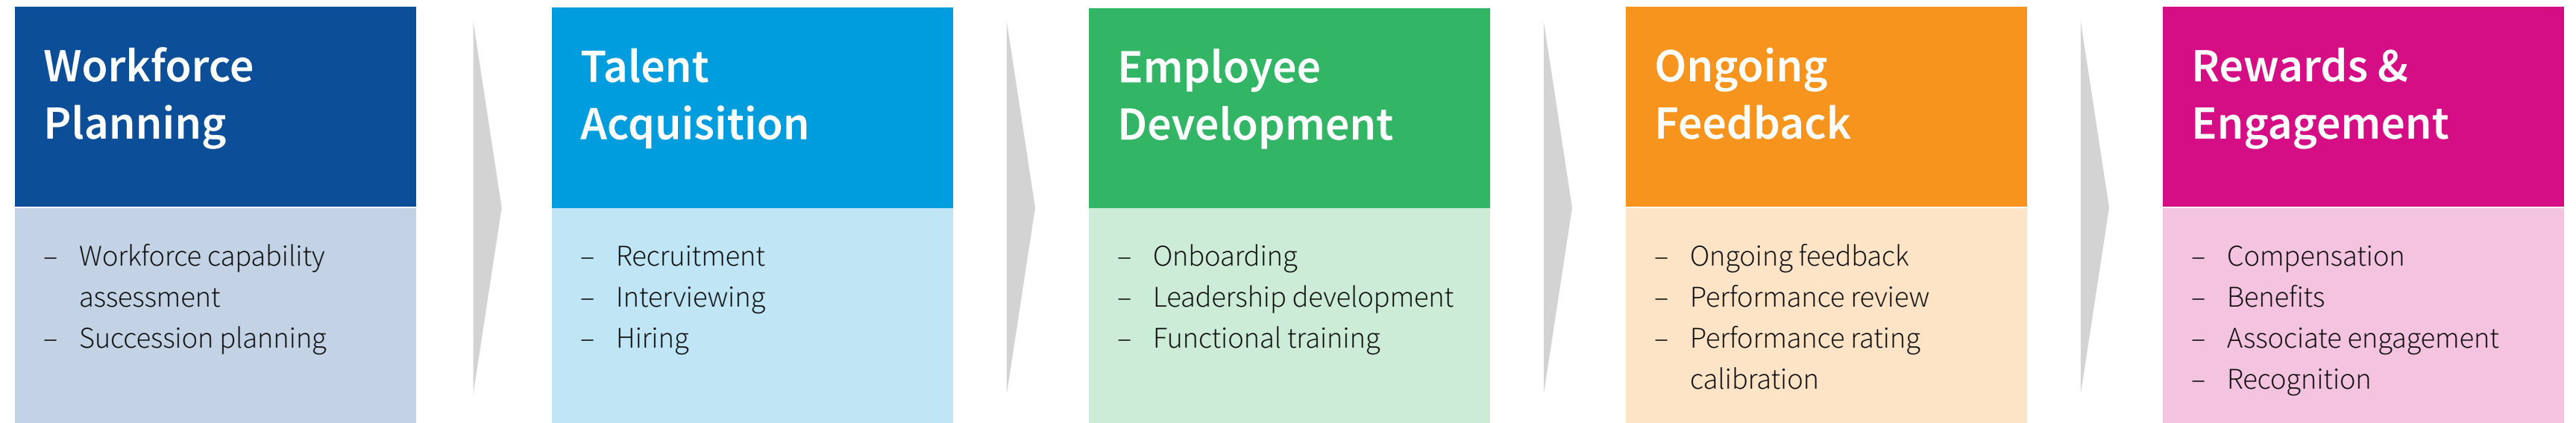 Workforce
Planning
– Workforce capability
assessment
– Succession planning
Talent
Acquisition
– Recruitment
– Interviewing
– Hiring
Employee
Development
– Onboarding
– Leadership development
– Functional training
Ongoing
Feedback
– Ongoing feedback
– Performance review
– Performance rating
calibration
Rewards &
Engagement
– Compensation
– Benefits
– Associate engagement
– Recognition